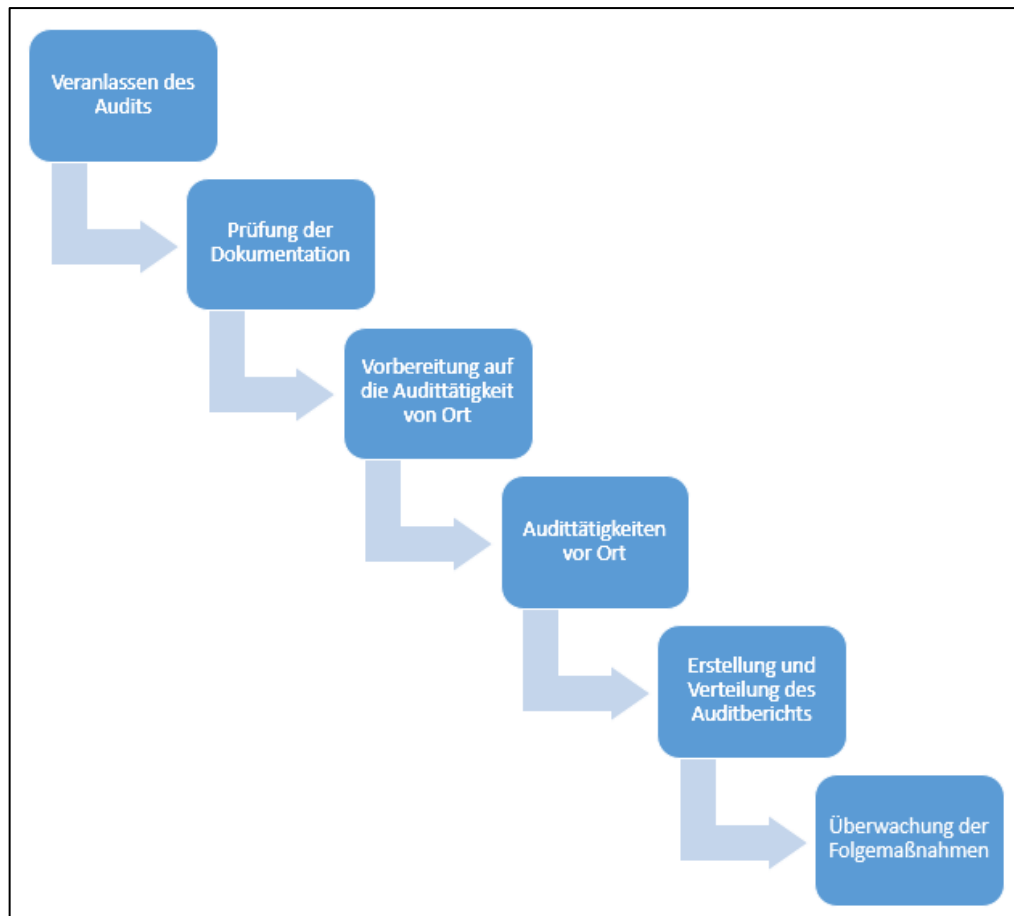 Veranlassen des
Audits
Prüfung der
Dokumentation
Vorbereitung auf
die Audittätigkeit
von Ort
Audittätigkeiten
vor Ort
Erstellung und
Verteilung des
Auditberichts
Überwachung der
Folgemaßnahmen